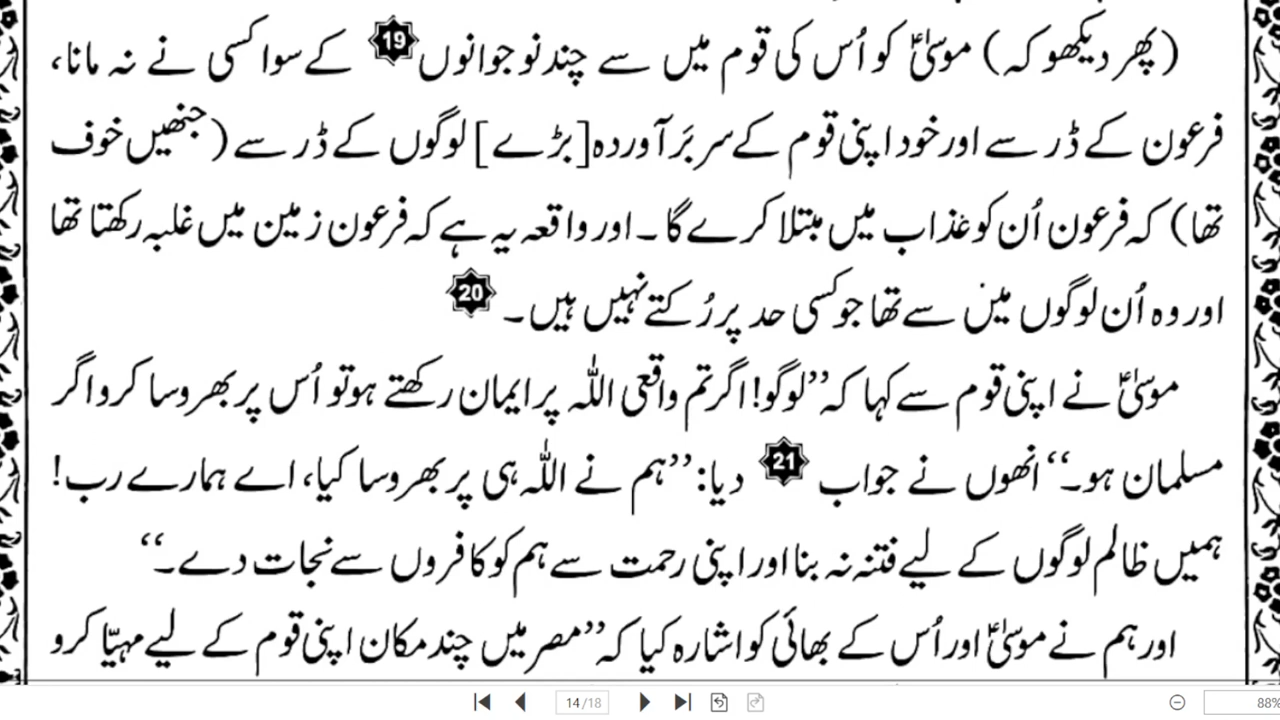 (پھر دیکھو کہ) موسیٰؑ کو اُس کی قوم میں سے چند نوجوانوں 19 کے سوا کسی نے نہ مانا،
فرعون کے ڈر سے اور خود اپنی قوم کے سر بَر آوردہ [بڑے] لوگوں کے ڈر سے (جنھیں خوف
تھا) کہ فرعون اُن کو عذاب میں مبتلا کرے گا۔ اور واقعہ یہ ہے کہ فرعون زمین میں غلبہ رکھتا تھا
اور وہ اُن لوگوں میں سے تھا جو کسی حد پر رُکتے نہیں ہیں۔ 20
موسیٰؑ نے اپنی قوم سے کہا کہ ’’لوگو! اگر تم واقعی اللّٰہ پر ایمان رکھتے ہو تو اُس پر بھروسا کرو اگر
مسلمان ہو۔‘‘ انھوں نے جواب 21 دیا: ’’ہم نے اللّٰہ ہی پر بھروسا کیا، اے ہمارے رب!
ہمیں ظالم لوگوں کے لیے فتنہ نہ بنا اور اپنی رحمت سے ہم کو کافروں سے نجات دے۔‘‘
اور ہم نے موسیٰؑ اور اُس کے بھائی کو اشارہ کیا کہ ’’مصر میں چند مکان اپنی قوم کے لیے مہیّا کرو
14/18 88%